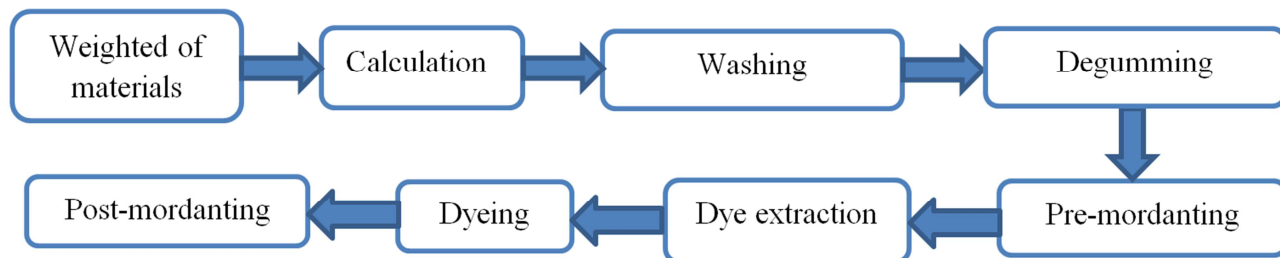 Weighted of
materials
Calculation
Washing
Degumming
Pre-mordanting
Dye extraction
Dyeing
Post-mordanting